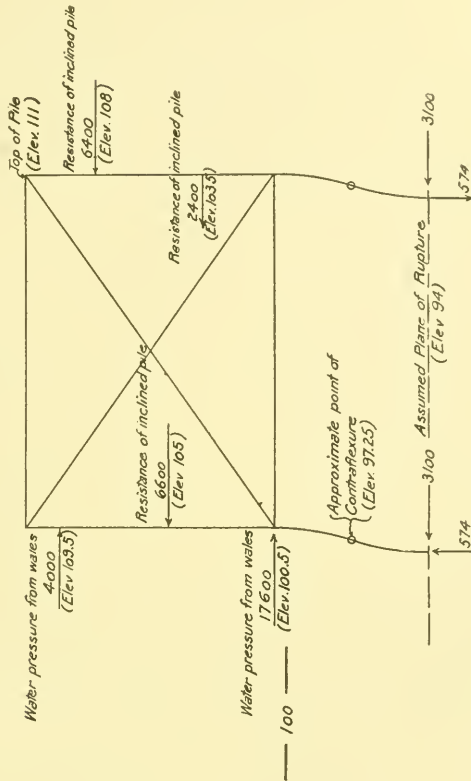 Top of Pile
(Elev. 111)
Resistance of inclined pile
6400
(Elev. 108)
Resistance of inclined pile
2400
(Elev. 103.5)
Resistance of inclined pile
6600
(Elev 105)
Water pressure from wales
4000
(Elev 109.5)
Water pressure from wales
17600
(Elev. 100.5)
100
Approximate point of
Contraflexure
(Elev. 97.25)
3100
Assumed Plane of Rupture
(Elev 94)
3100
574
574